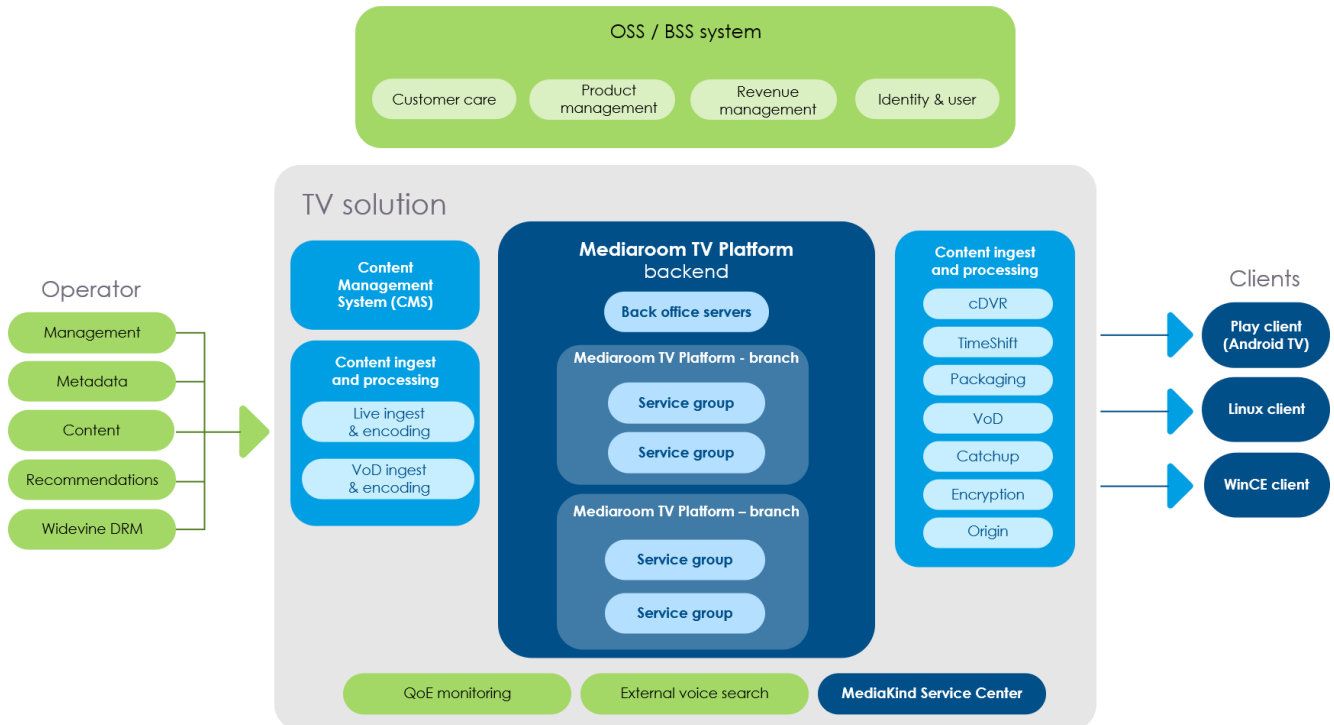 OSS / BSS system
Customer care
Product
management
Revenue
management
Identity & user
TV solution
Operator
Management
Metadata
Content
Recommendations
Widevine DRM
Content
Management
System (CMS)
Content ingest
and processing
Live ingest
& encoding
VoD ingest
& encoding
Mediaroom TV Platform
backend
Back office servers
Mediaroom TV Platform - branch
Service group
Service group
Mediaroom TV Platform – branch
Service group
Service group
Content ingest
and processing
cDVR
TimeShift
Packaging
VoD
Catchup
Encryption
Origin
Clients
Play client
(Android TV)
Linux client
WinCE client
QoE monitoring
External voice search
MediaKind Service Center